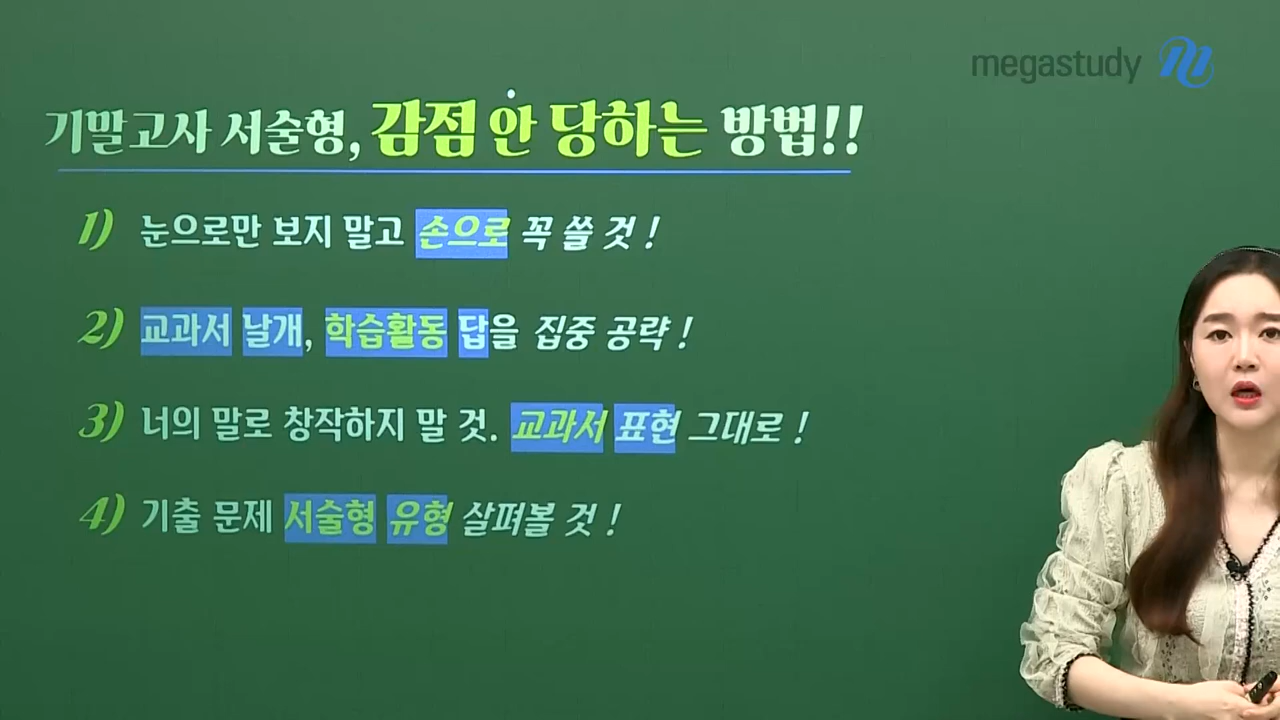 megastudy
기말고사 서술형, 감점 안 당하는 방법!!
1) 눈으로만 보지 말고 손으로 꼭 쓸 것 !
2) 교과서 날개, 학습활동 답을 집중 공략 !
3) 너의 말로 창작하지 말 것. 교과서 표현 그대로 !
4) 기출 문제 서술형 유형 살펴볼 것 !